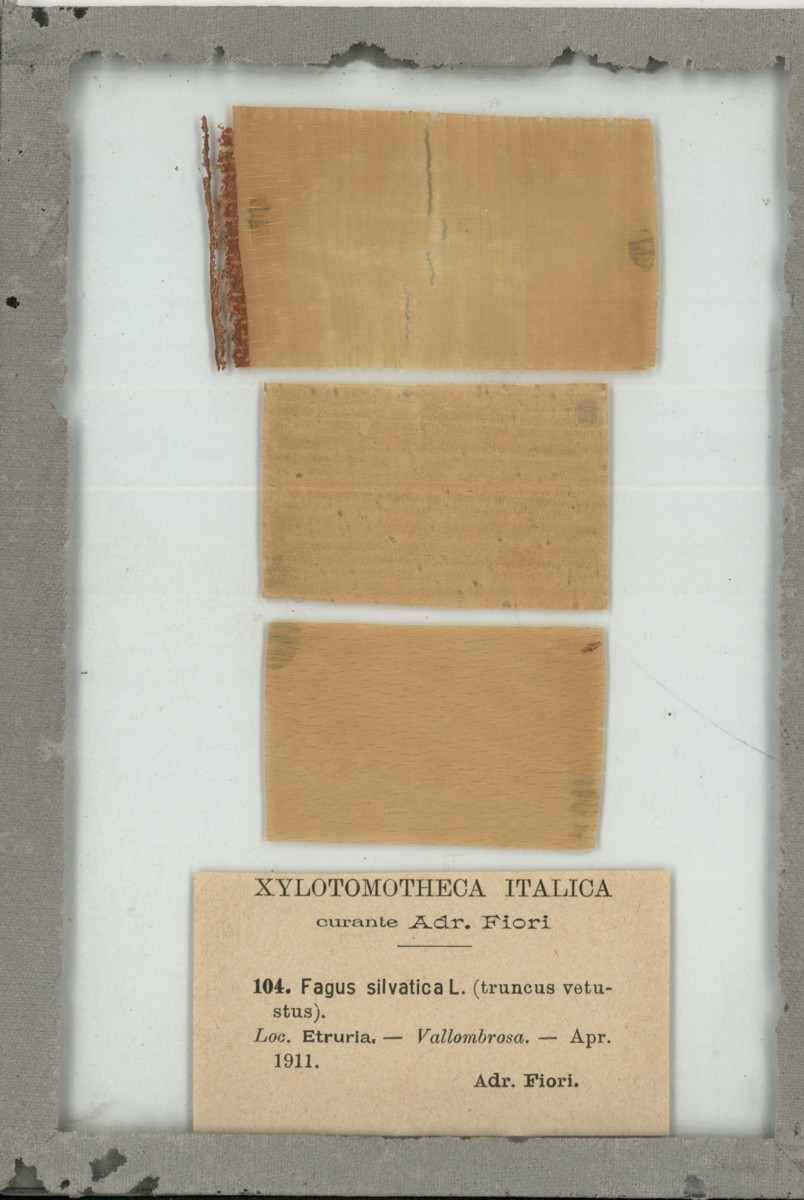 XYLOTOMOTHECA ITALICA
curante Adr. Fiori
104. Fagus silvatica L. (truncus vetu-
stus).
Loc. Etruria. — Vallombrosa. — Apr.
1911.
Adr. Fiori.